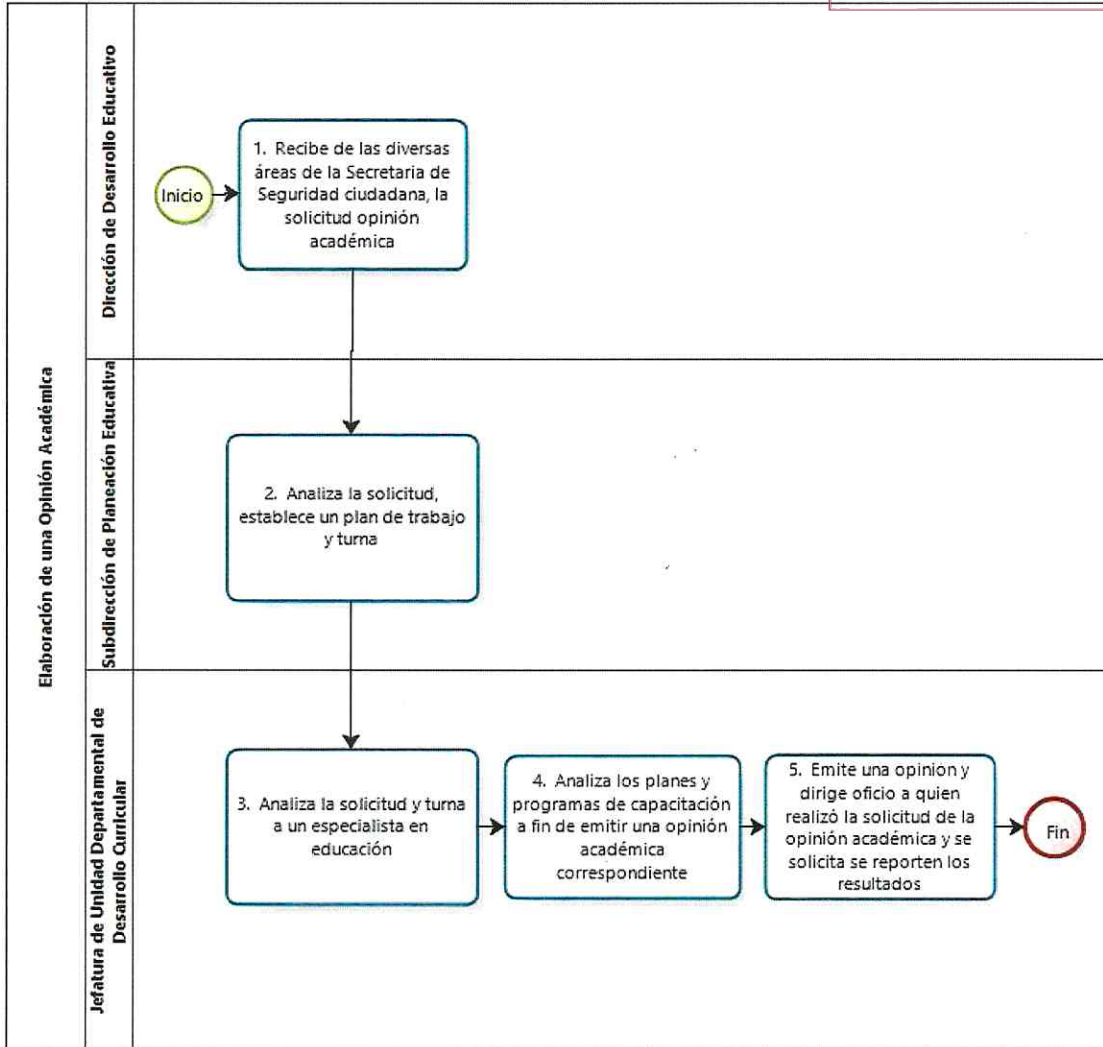 Elaboración de una Opinión Académica
Dirección de Desarrollo Educativo
Inicio
1. Recibe de las diversas
áreas de la Secretaria de
Seguridad ciudadana, la
solicitud opinión
académica
Subdirección de Planeación Educativa
2. Analiza la solicitud,
establece un plan de trabajo
y turna
Jefatura de Unidad Departamental de
Desarrollo Curricular
3. Analiza la solicitud y turna
a un especialista en
educación
4. Analiza los planes y
programas de capacitación
a fin de emitir una opinión
académica
correspondiente
5. Emite una opinión y
dirige oficio a quien
realizó la solicitud de la
opinión académica y se
solicita se reporten los
resultados
Fin